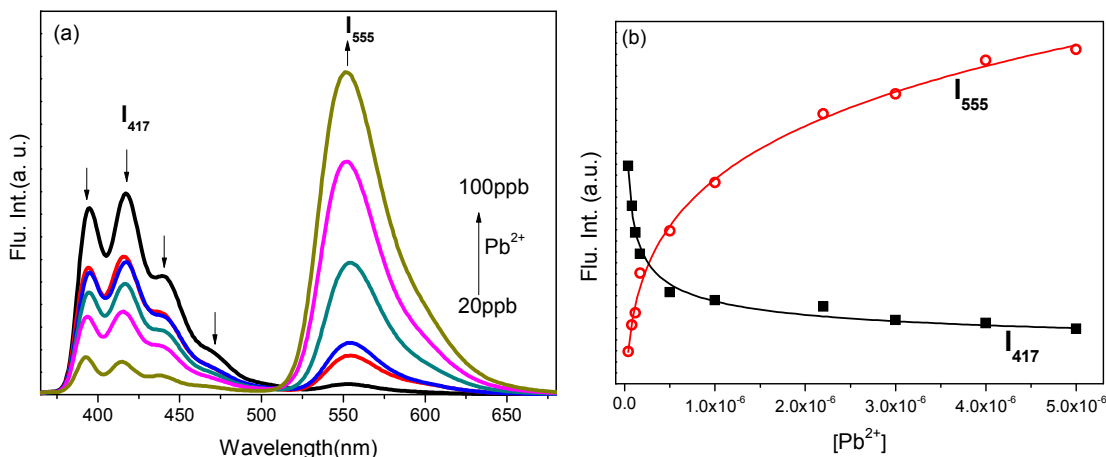 (a)
I₅₅₅
I₄₁₇
100ppb
Pb²⁺
20ppb
Flu. Int.(a. u.)
400 450 500 550 600 650
Wavelength(nm)
(b)
I₅₅₅
I₄₁₇
Flu. Int. (a.u.)
0.0 1.0x10⁻⁶ 2.0x10⁻⁶ 3.0x10⁻⁶ 4.0x10⁻⁶ 5.0x10⁻⁶
[Pb²⁺]